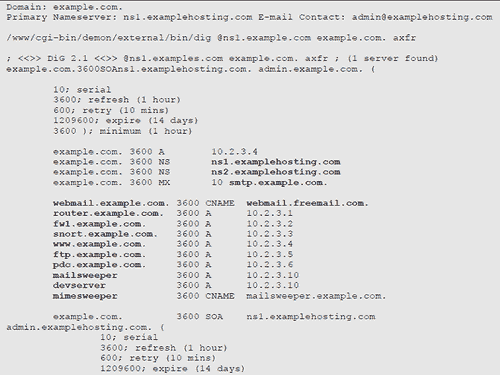 Domain: example.com.
Primary Nameserver: ns1.examplehosting.com E-mail Contact: admin@examplehosting.com
/www/cgi-bin/demon/external/bin/dig @ns1.example.com example.com. axfr
; <<>> DiG 2.1 <<>> @ns1.examples.com example.com. axfr ; (1 server found)
example.com.3600SOAns1.examplehosting.com. admin.example.com. (
10; serial
3600; refresh (1 hour)
600; retry (10 mins)
1209600; expire (14 days)
3600 ); minimum (1 hour)
example.com. 3600 A 10.2.3.4
example.com. 3600 NS ns1.examplehosting.com
example.com. 3600 NS ns2.examplehosting.com
example.com. 3600 MX 10 smtp.example.com.
webmail.example.com. 3600 CNAME webmail.freemail.com.
router.example.com. 3600 A 10.2.3.1
fw1.example.com. 3600 A 10.2.3.2
snort.example.com. 3600 A 10.2.3.3
www.example.com. 3600 A 10.2.3.4
ftp.example.com. 3600 A 10.2.3.5
pdc.example.com. 3600 A 10.2.3.6
mailsweeper 3600 A 10.2.3.10
devserver 3600 A 10.2.3.10
mimesweeper 3600 CNAME mailsweeper.example.com.
example.com. 3600 SOA ns1.examplehosting.com
admin.examplehosting.com. (
10; serial
3600; refresh (1 hour)
600; retry (10 mins)
1209600; expire (14 days)